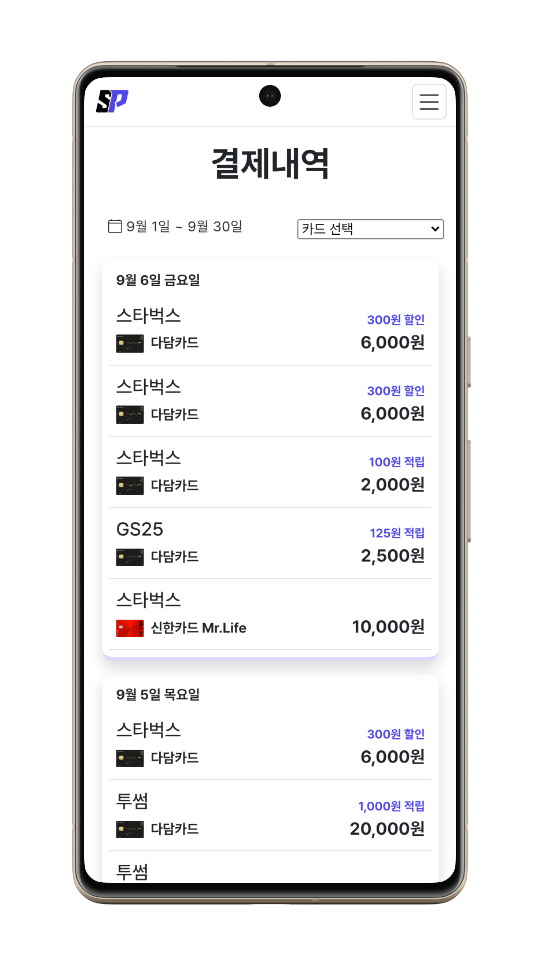 SP
결제내역
9월 1일 ~ 9월 30일
카드 선택
9월 6일 금요일
스타벅스
300원 할인
다담카드
6,000원
스타벅스
300원 할인
다담카드
6,000원
스타벅스
100원 적립
다담카드
2,000원
GS25
125원 적립
다담카드
2,500원
스타벅스
신한카드 Mr.Life
10,000원
9월 5일 목요일
스타벅스
300원 할인
다담카드
6,000원
투썸
1,000원 적립
다담카드
20,000원
투썸